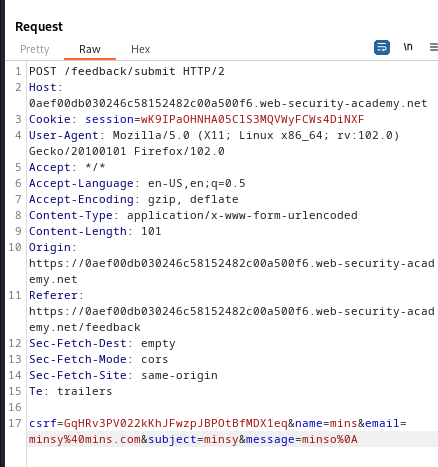 Request
Pretty Raw Hex \n
1 POST /feedback/submit HTTP/2
2 Host:
0aef00db030246c58152482c00a500f6.web-security-academy.net
3 Cookie: session=wK9IPaOHNHA05C1S3MQVWyFCWs4DiNXF
4 User-Agent: Mozilla/5.0 (X11; Linux x86_64; rv:102.0)
Gecko/20100101 Firefox/102.0
5 Accept: */*
6 Accept-Language: en-US,en;q=0.5
7 Accept-Encoding: gzip, deflate
8 Content-Type: application/x-www-form-urlencoded
9 Content-Length: 101
10 Origin:
https://0aef00db030246c58152482c00a500f6.web-security-acad
emy.net
11 Referer:
https://0aef00db030246c58152482c00a500f6.web-security-acad
emy.net/feedback
12 Sec-Fetch-Dest: empty
13 Sec-Fetch-Mode: cors
14 Sec-Fetch-Site: same-origin
15 Te: trailers
16
17 csrf=GqHRv3PV022kKhJFwzpJBPOtBfMDX1eq&name=mins&email=
minsy%40mins.com&subject=minsy&message=minso%0A